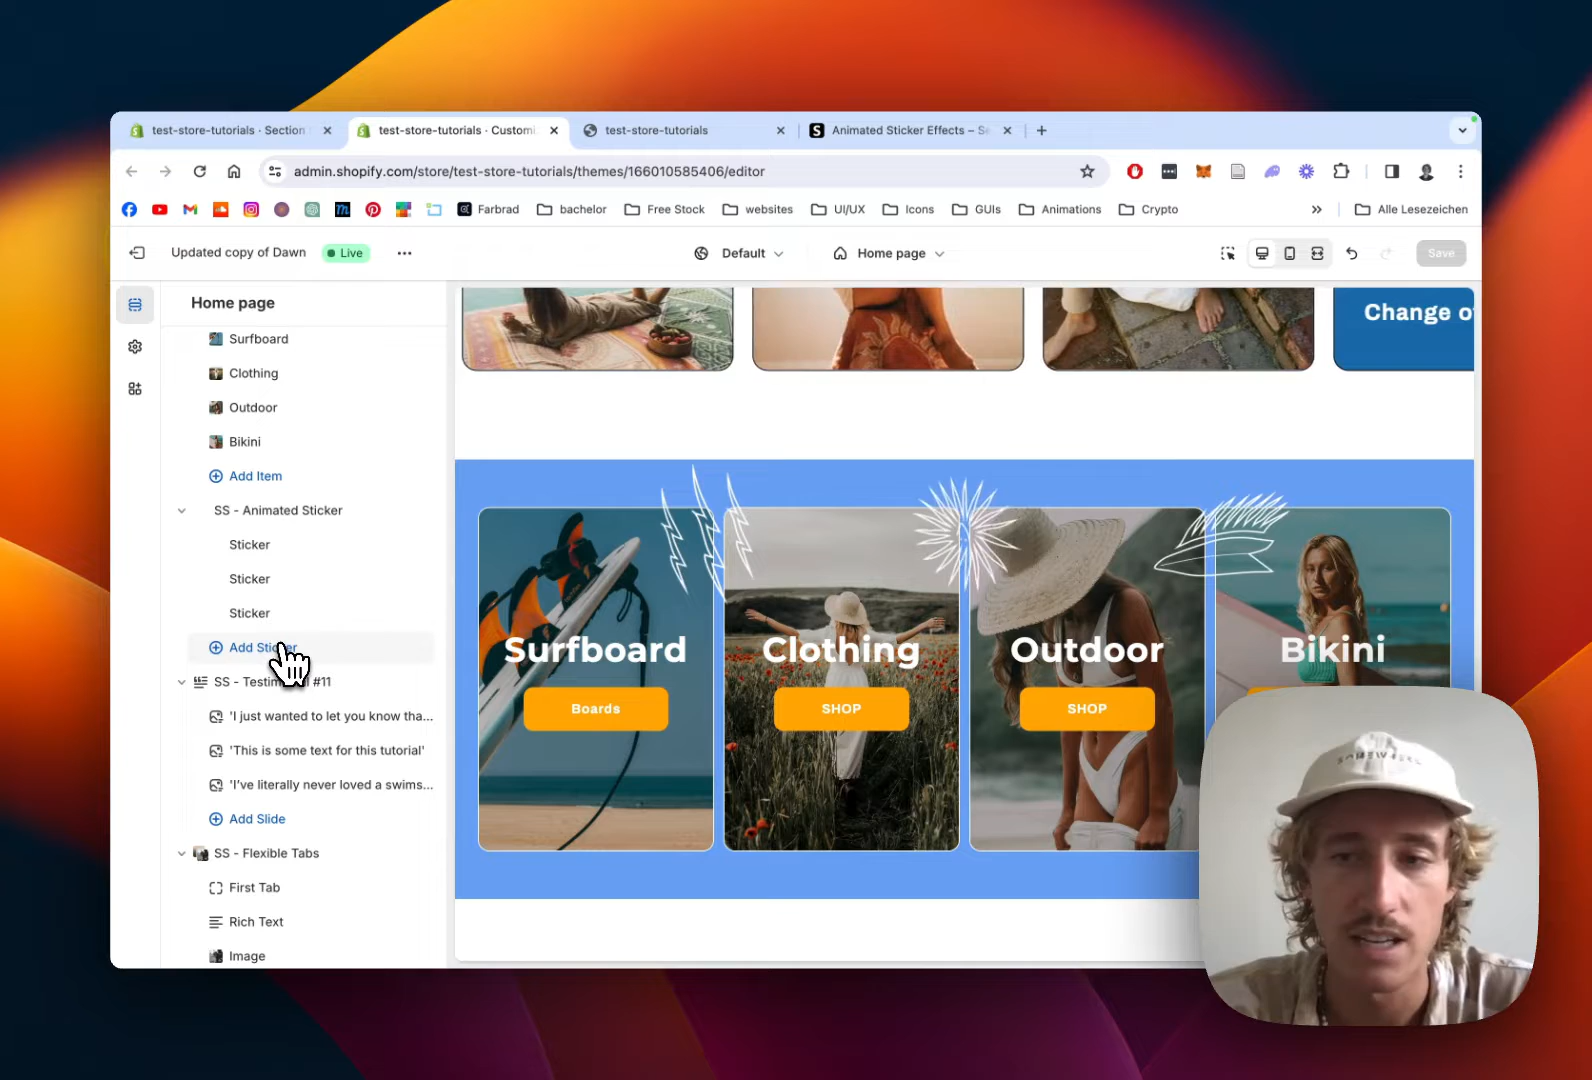 test-store-tutorials · Section
test-store-tutorials · Customi
test-store-tutorials
Animated Sticker Effects – Se
admin.shopify.com/store/test-store-tutorials/themes/166010585406/editor
Farbrad
bachelor
Free Stock
websites
UI/UX
Icons
GUIs
Animations
Crypto
Alle Lesezeichen
Updated copy of Dawn
Live
Default
Home page
Save
Home page
Surfboard
Clothing
Outdoor
Bikini
Add Item
SS - Animated Sticker
Sticker
Sticker
Sticker
Add Sticker
SS - Testim #11
'I just wanted to let you know tha...
'This is some text for this tutorial'
'I've literally never loved a swims...
Add Slide
SS - Flexible Tabs
First Tab
Rich Text
Image
Change o
Surfboard
Boards
Clothing
SHOP
Outdoor
SHOP
Bikini